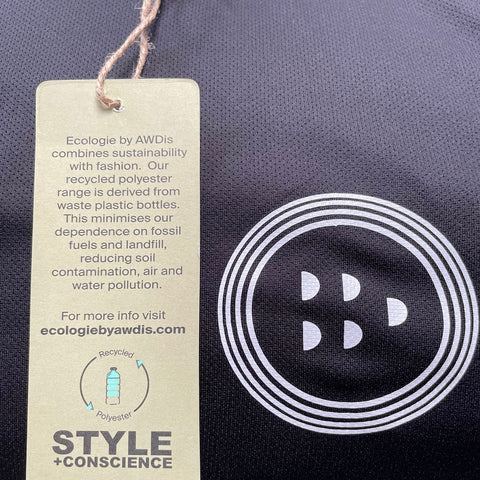 Ecologie by AWDis
combines sustainability
with fashion. Our
recycled polyester
range is derived from
waste plastic bottles.
This minimises our
dependence on fossil
fuels and landfill,
reducing soil
contamination, air and
water pollution.
For more info visit
ecologiebyawdis.com
Recycled
Polyester
STYLE
+CONSCIENCE